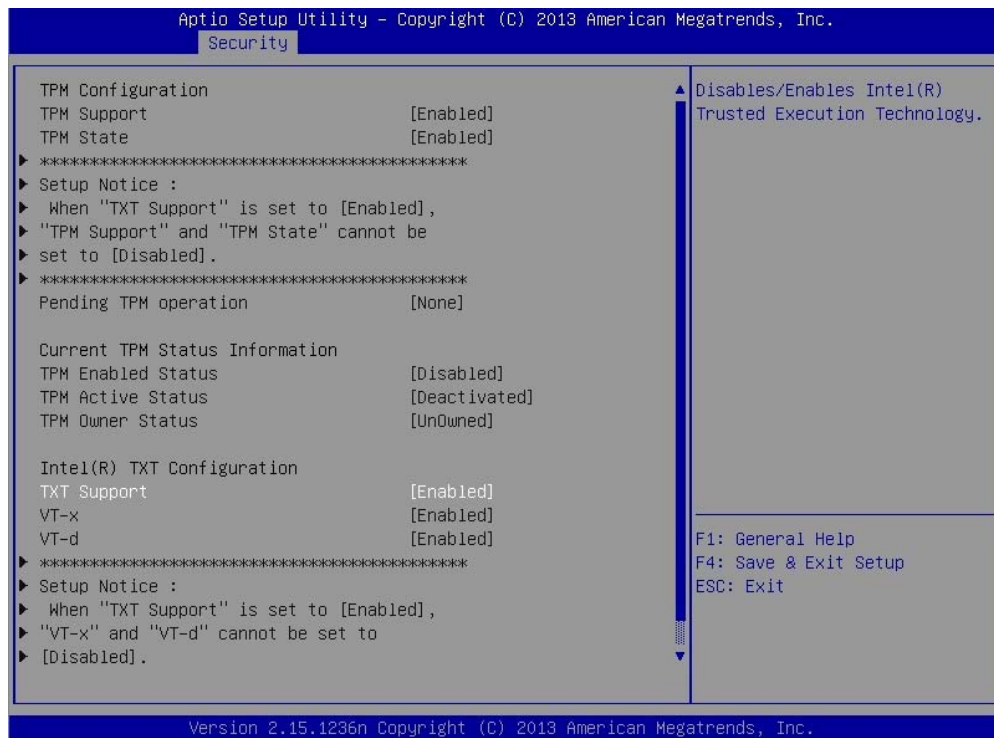 Aptio Setup Utility – Copyright (C) 2013 American Megatrends, Inc.
Security
TPM Configuration
TPM Support [Enabled]
TPM State [Enabled]
*******************************************
Setup Notice :
When "TXT Support" is set to [Enabled],
"TPM Support" and "TPM State" cannot be
set to [Disabled].
*******************************************
Pending TPM operation [None]
Current TPM Status Information
TPM Enabled Status [Disabled]
TPM Active Status [Deactivated]
TPM Owner Status [UnOwned]
Intel(R) TXT Configuration
TXT Support [Enabled]
VT-x [Enabled]
VT-d [Enabled]
*******************************************
Setup Notice :
When "TXT Support" is set to [Enabled],
"VT-x" and "VT-d" cannot be set to
[Disabled].
Disables/Enables Intel(R)
Trusted Execution Technology.
F1: General Help
F4: Save & Exit Setup
ESC: Exit
Version 2.15.1236n Copyright (C) 2013 American Megatrends, Inc.